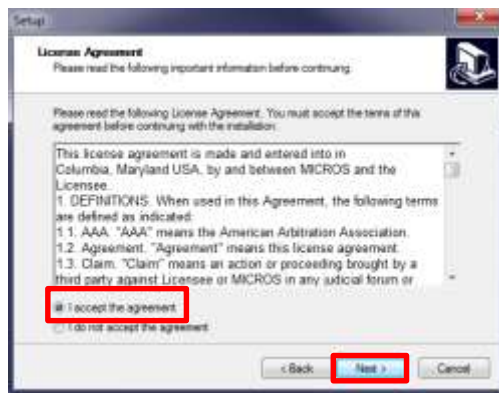 Setup
License Agreement
Please read the following important information before continuing.
Please read the following License Agreement. You must accept the terms of this
agreement before continuing with the installation.
This license agreement is made and entered into in
Columbia, Maryland USA, by and between MICROS and the
Licensee.
1. DEFINITIONS. When used in this Agreement, the following terms
are defined as indicated:
1.1. AAA. "AAA" means the American Arbitration Association.
1.2. Agreement. "Agreement" means this license agreement.
1.3. Claim. "Claim" means an action or proceeding brought by a
third party against Licensee or MICROS in any judicial forum or
I accept the agreement
I do not accept the agreement
< Back
Next >
Cancel